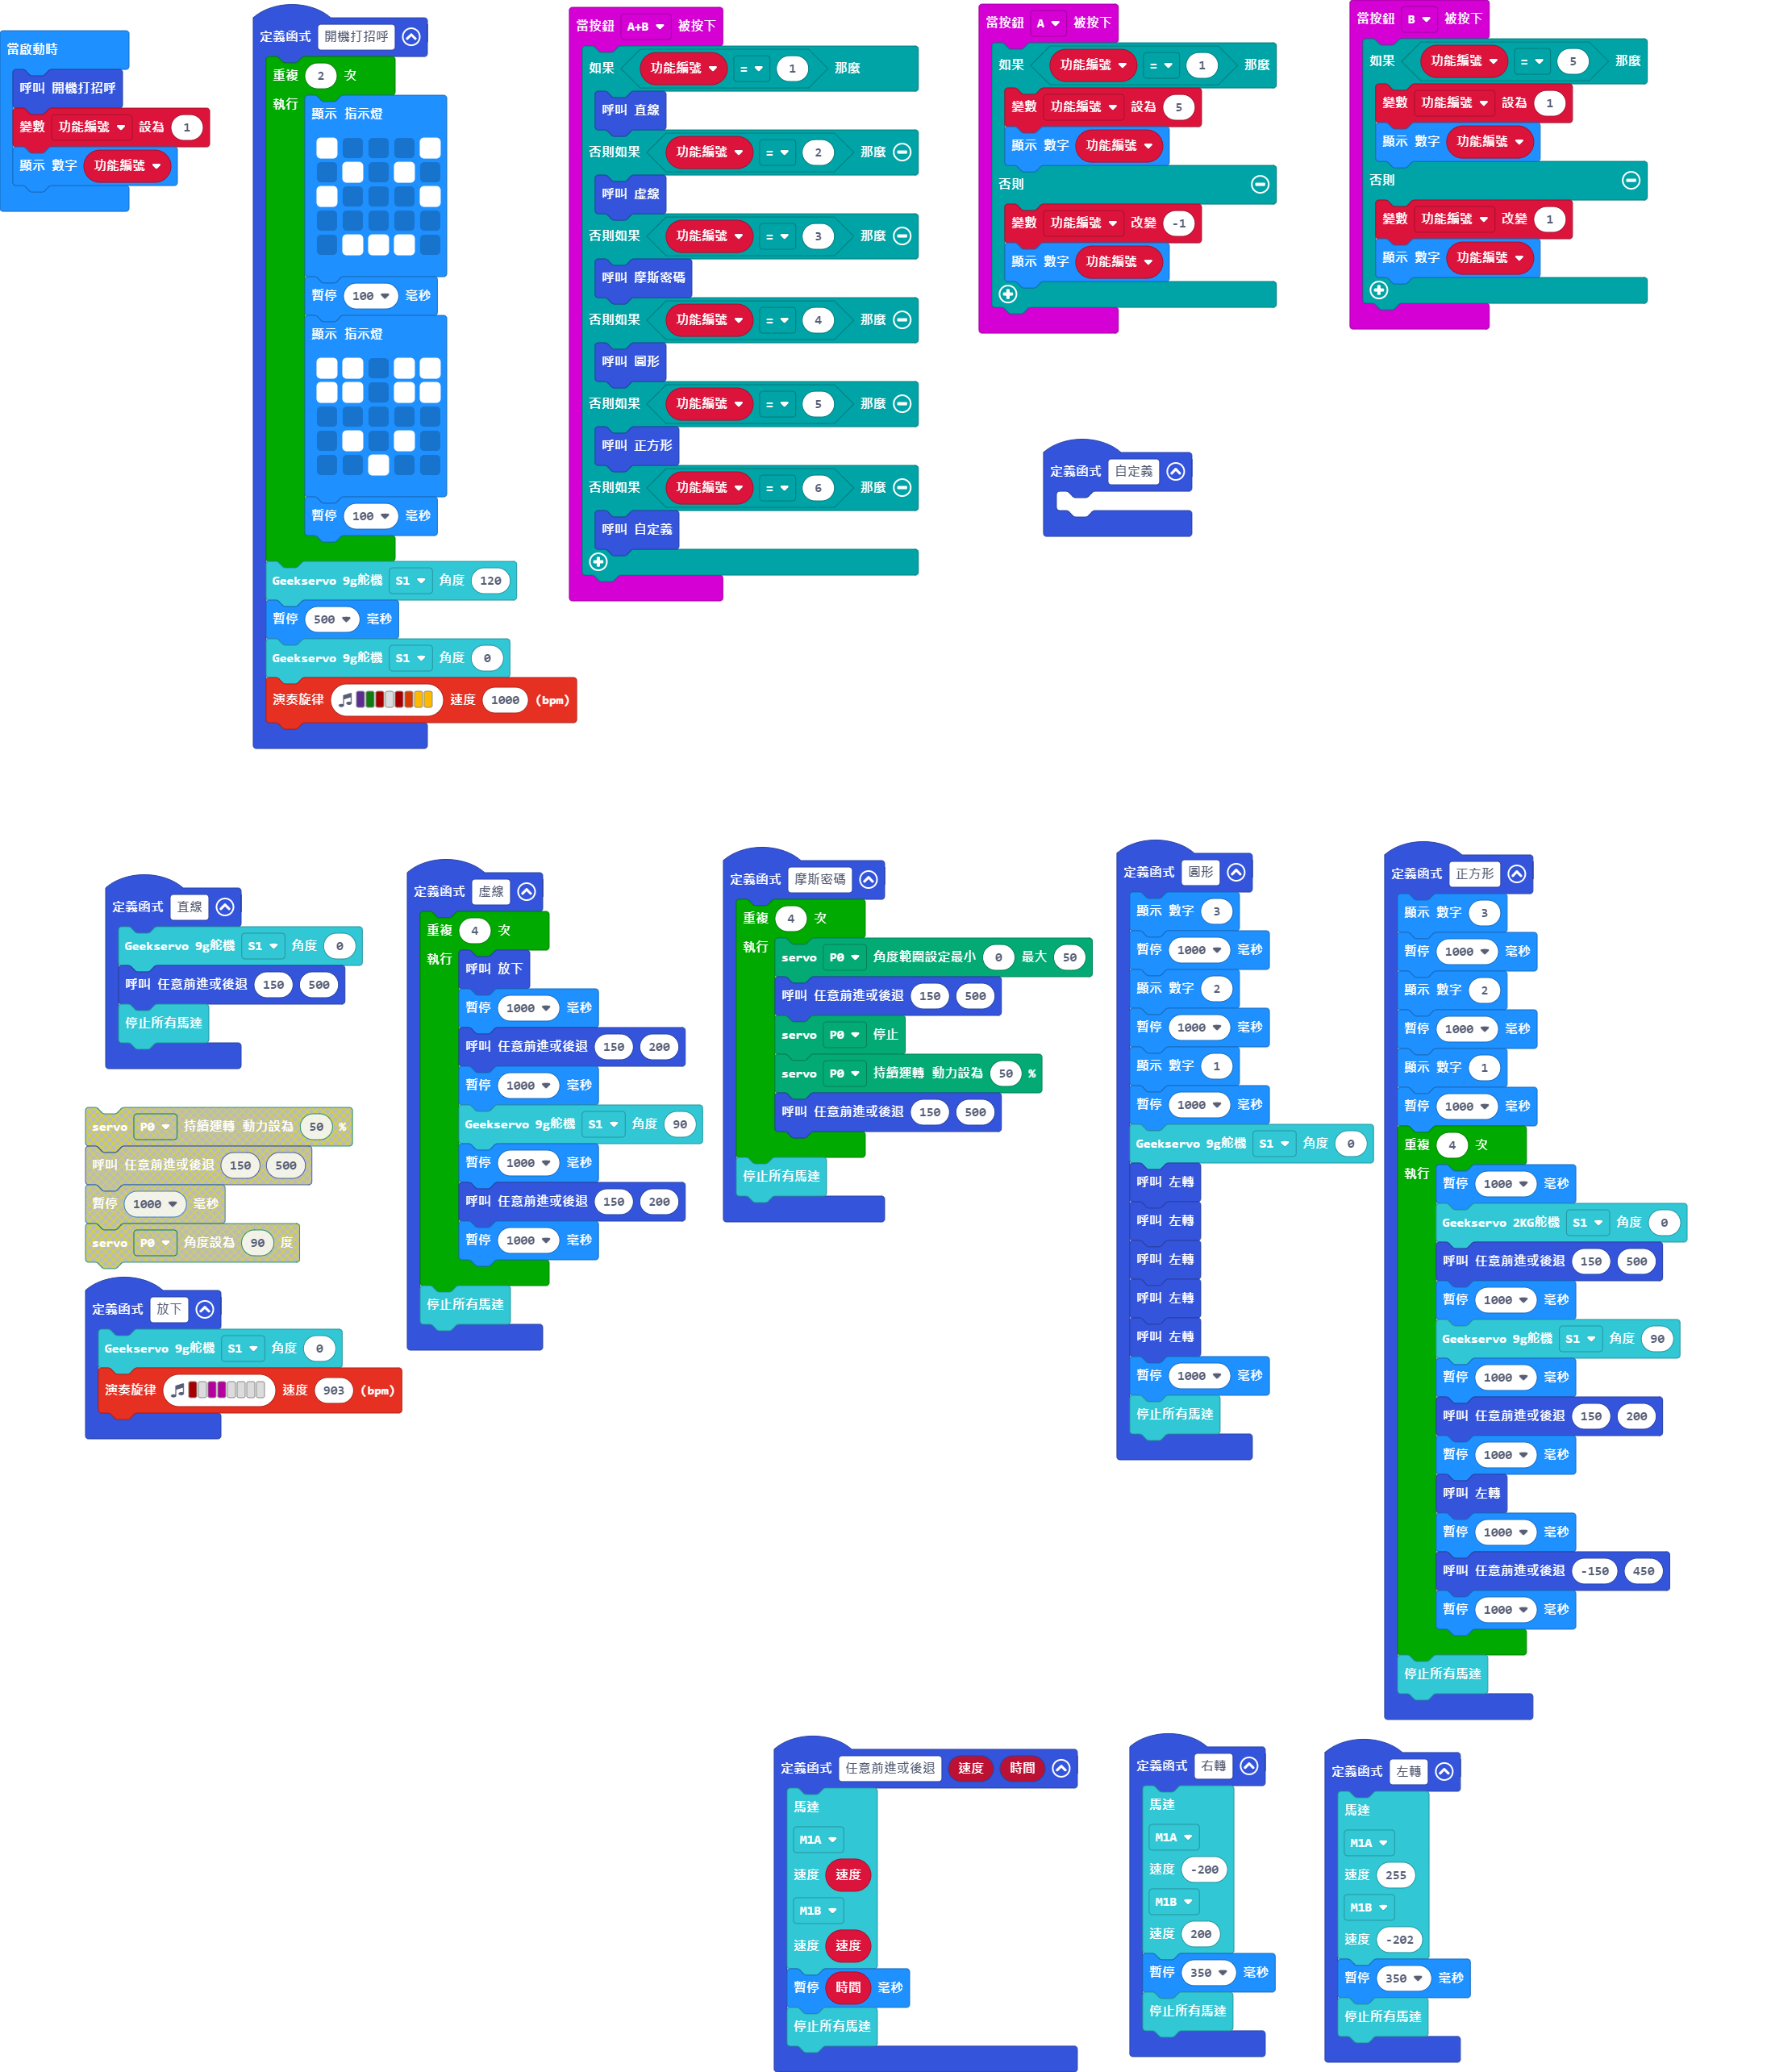 當啟動時
呼叫 開機打招呼
變數 功能編號 設為 1
顯示 數字 功能編號
定義函式 開機打招呼
重複 2 次
執行
顯示 指示燈
暫停 100 毫秒
顯示 指示燈
暫停 100 毫秒
Geekservo 9g舵機 S1 角度 120
暫停 500 毫秒
Geekservo 9g舵機 S1 角度 0
演奏旋律 速度 1000 (bpm)
當按鈕 A+B 被按下
如果 功能編號 = 1 那麼
呼叫 直線
否則如果 功能編號 = 2 那麼
呼叫 虛線
否則如果 功能編號 = 3 那麼
呼叫 摩斯密碼
否則如果 功能編號 = 4 那麼
呼叫 圓形
否則如果 功能編號 = 5 那麼
呼叫 正方形
否則如果 功能編號 = 6 那麼
呼叫 自定義
當按鈕 A 被按下
如果 功能編號 = 1 那麼
變數 功能編號 設為 5
顯示 數字 功能編號
否則
變數 功能編號 改變 -1
顯示 數字 功能編號
當按鈕 B 被按下
如果 功能編號 = 5 那麼
變數 功能編號 設為 1
顯示 數字 功能編號
否則
變數 功能編號 改變 1
顯示 數字 功能編號
定義函式 自定義
定義函式 直線
Geekservo 9g舵機 S1 角度 0
呼叫 任意前進或後退 150 500
停止所有馬達
servo P0 持續運轉 動力設為 50 %
呼叫 任意前進或後退 150 500
暫停 1000 毫秒
servo P0 角度設為 90 度
定義函式 放下
Geekservo 9g舵機 S1 角度 0
演奏旋律 速度 903 (bpm)
定義函式 虛線
重複 4 次
執行
呼叫 放下
暫停 1000 毫秒
呼叫 任意前進或後退 150 200
暫停 1000 毫秒
Geekservo 9g舵機 S1 角度 90
暫停 1000 毫秒
呼叫 任意前進或後退 150 200
暫停 1000 毫秒
停止所有馬達
定義函式 摩斯密碼
重複 4 次
執行
servo P0 角度範圍設定最小 0 最大 50
呼叫 任意前進或後退 150 500
servo P0 停止
servo P0 持續運轉 動力設為 50 %
呼叫 任意前進或後退 150 500
停止所有馬達
定義函式 圓形
顯示 數字 3
暫停 1000 毫秒
顯示 數字 2
暫停 1000 毫秒
顯示 數字 1
暫停 1000 毫秒
Geekservo 9g舵機 S1 角度 0
呼叫 左轉
呼叫 左轉
呼叫 左轉
呼叫 左轉
呼叫 左轉
暫停 1000 毫秒
停止所有馬達
定義函式 正方形
顯示 數字 3
暫停 1000 毫秒
顯示 數字 2
暫停 1000 毫秒
顯示 數字 1
暫停 1000 毫秒
重複 4 次
執行
暫停 1000 毫秒
Geekservo 2KG舵機 S1 角度 0
呼叫 任意前進或後退 150 500
暫停 1000 毫秒
Geekservo 9g舵機 S1 角度 90
暫停 1000 毫秒
呼叫 任意前進或後退 150 200
暫停 1000 毫秒
呼叫 左轉
暫停 1000 毫秒
呼叫 任意前進或後退 -150 450
暫停 1000 毫秒
停止所有馬達
定義函式 任意前進或後退 速度 時間
馬達
M1A
速度 速度
M1B
速度 速度
暫停 時間 毫秒
停止所有馬達
定義函式 右轉
馬達
M1A
速度 -200
M1B
速度 200
暫停 350 毫秒
停止所有馬達
定義函式 左轉
馬達
M1A
速度 255
M1B
速度 -202
暫停 350 毫秒
停止所有馬達